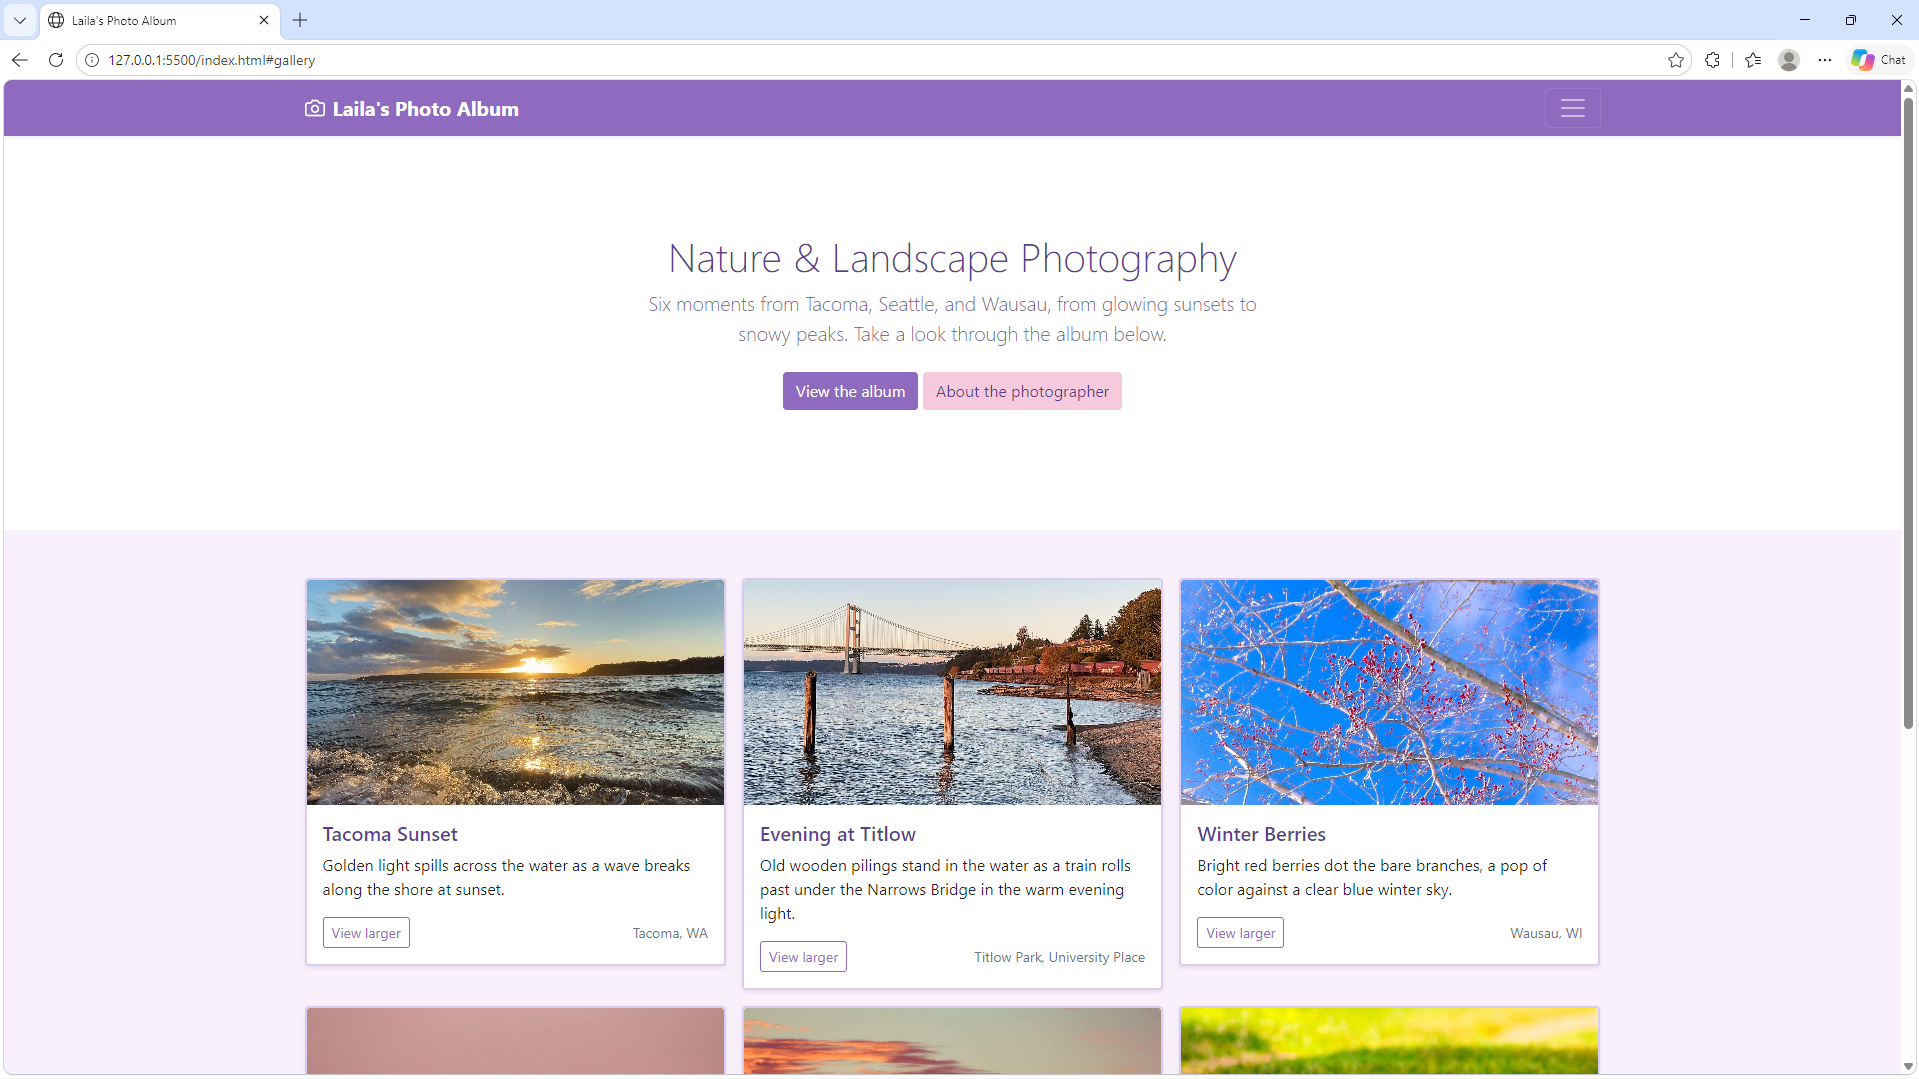 Laila's Photo Album
127.0.0.1:5500/index.html#gallery
Chat
Laila's Photo Album
Nature & Landscape Photography
Six moments from Tacoma, Seattle, and Wausau, from glowing sunsets to
snowy peaks. Take a look through the album below.
View the album
About the photographer
Tacoma Sunset
Golden light spills across the water as a wave breaks
along the shore at sunset.
View larger
Tacoma, WA
Evening at Titlow
Old wooden pilings stand in the water as a train rolls
past under the Narrows Bridge in the warm evening
light.
View larger
Titlow Park, University Place
Winter Berries
Bright red berries dot the bare branches, a pop of
color against a clear blue winter sky.
View larger
Wausau, WI